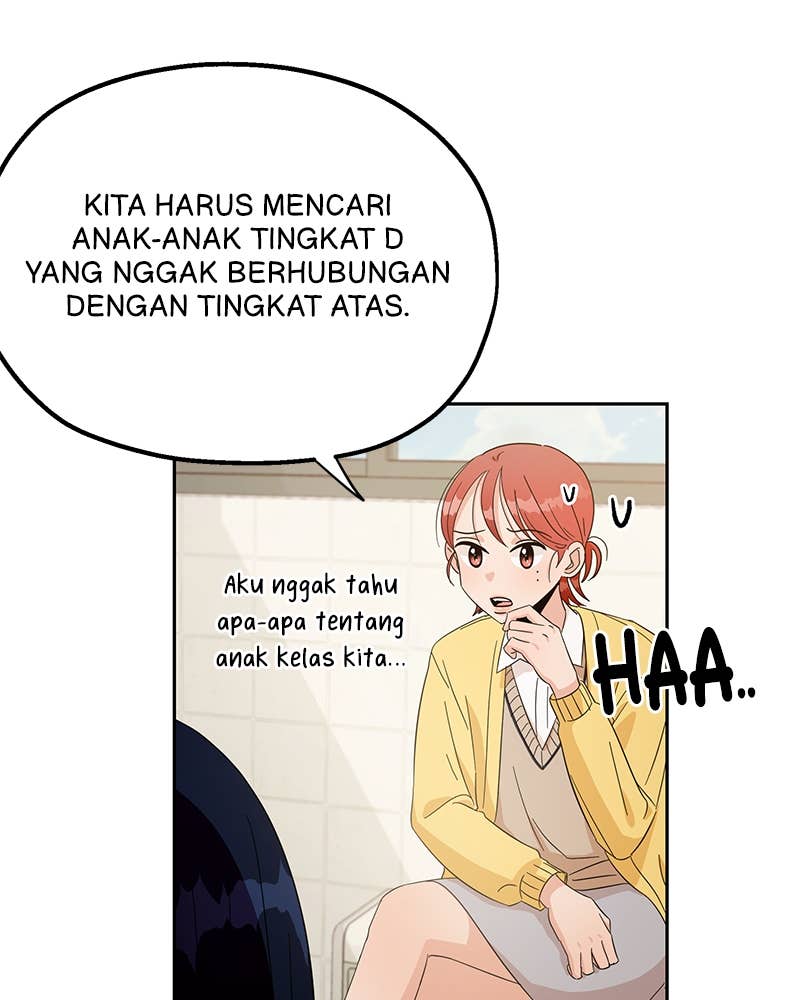 KITA HARUS MENCARI
ANAK-ANAK TINGKAT D
YANG NGGAK BERHUBUNGAN
DENGAN TINGKAT ATAS.
Aku nggak tahu
apa-apa tentang
anak kelas kita...
HAA..